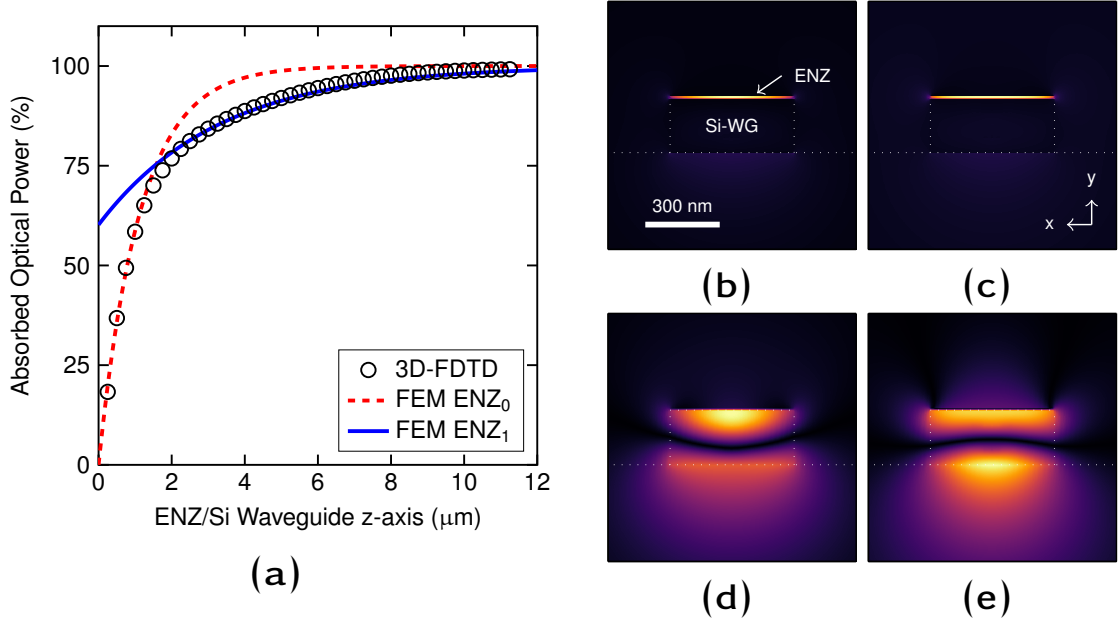 100
75
50
25
0
0 2 4 6 8 10 12
Absorbed Optical Power (%)
ENZ/Si Waveguide z-axis (μm)
3D-FDTD
FEM ENZ₀
FEM ENZ₁
(a)
ENZ
Si-WG
300 nm
(b)
y
x
(c)
(d)
(e)